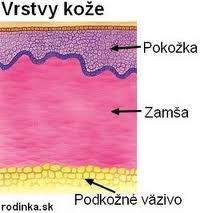 Vrstvy kože
Pokožka
Zamša
Podkožné väzivo
rodinka.sk